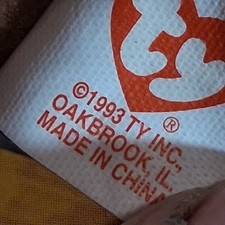 ©1993 TY INC.,
OAKBROOK, IL.
MADE IN CHINA
®